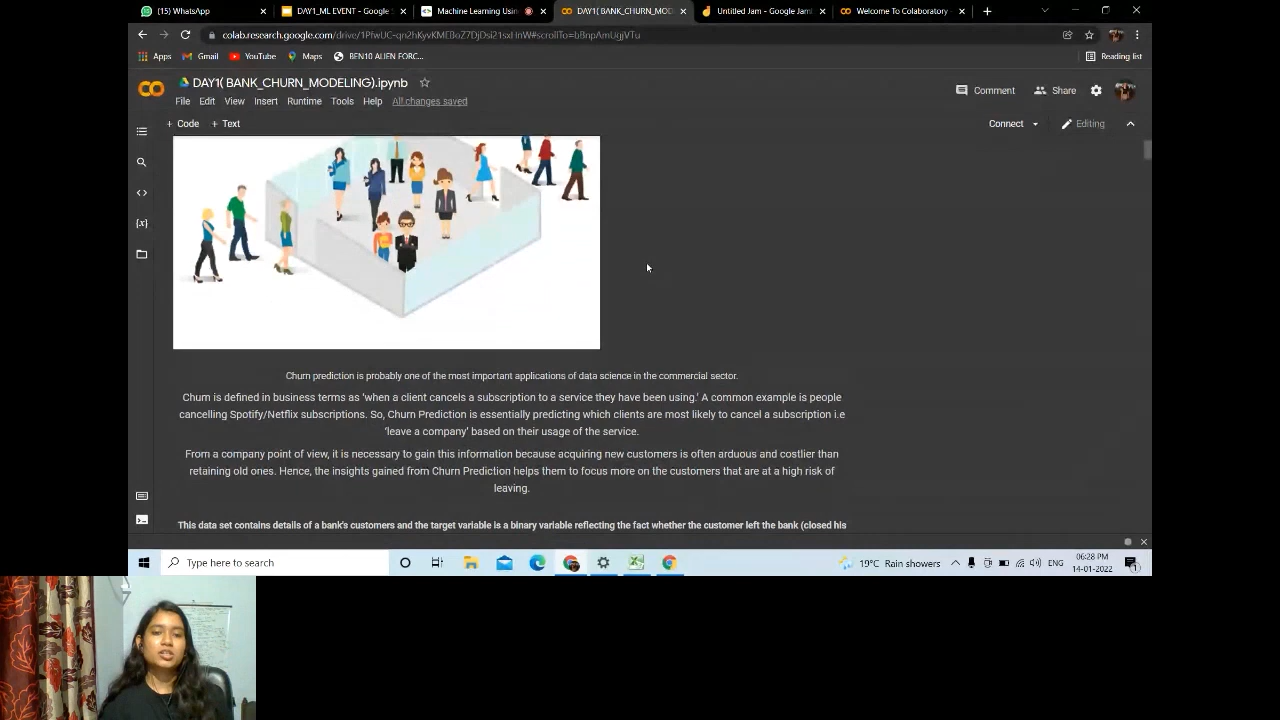 (15) WhatsApp
DAY1_ML EVENT - Google S
Machine Learning Usin
DAY1( BANK_CHURN_MOD
Untitled Jam - Google Jamb
Welcome To Colaboratory
Apps
Gmail
YouTube
Maps
BEN10 ALIEN FORC...
Reading list
DAY1( BANK_CHURN_MODELING).ipynb
File Edit View Insert Runtime Tools Help All changes saved
Comment
Share
+ Code + Text
Connect
Editing
Churn prediction is probably one of the most important applications of data science in the commercial sector.
Churn is defined in business terms as 'when a client cancels a subscription to a service they have been using.' A common example is people
cancelling Spotify/Netflix subscriptions. So, Churn Prediction is essentially predicting which clients are most likely to cancel a subscription i.e
'leave a company' based on their usage of the service.
From a company point of view, it is necessary to gain this information because acquiring new customers is often arduous and costlier than
retaining old ones. Hence, the insights gained from Churn Prediction helps them to focus more on the customers that are at a high risk of
leaving.
This data set contains details of a bank's customers and the target variable is a binary variable reflecting the fact whether the customer left the bank (closed his
Type here to search
19°C Rain showers
ENG
06:28 PM
14-01-2022